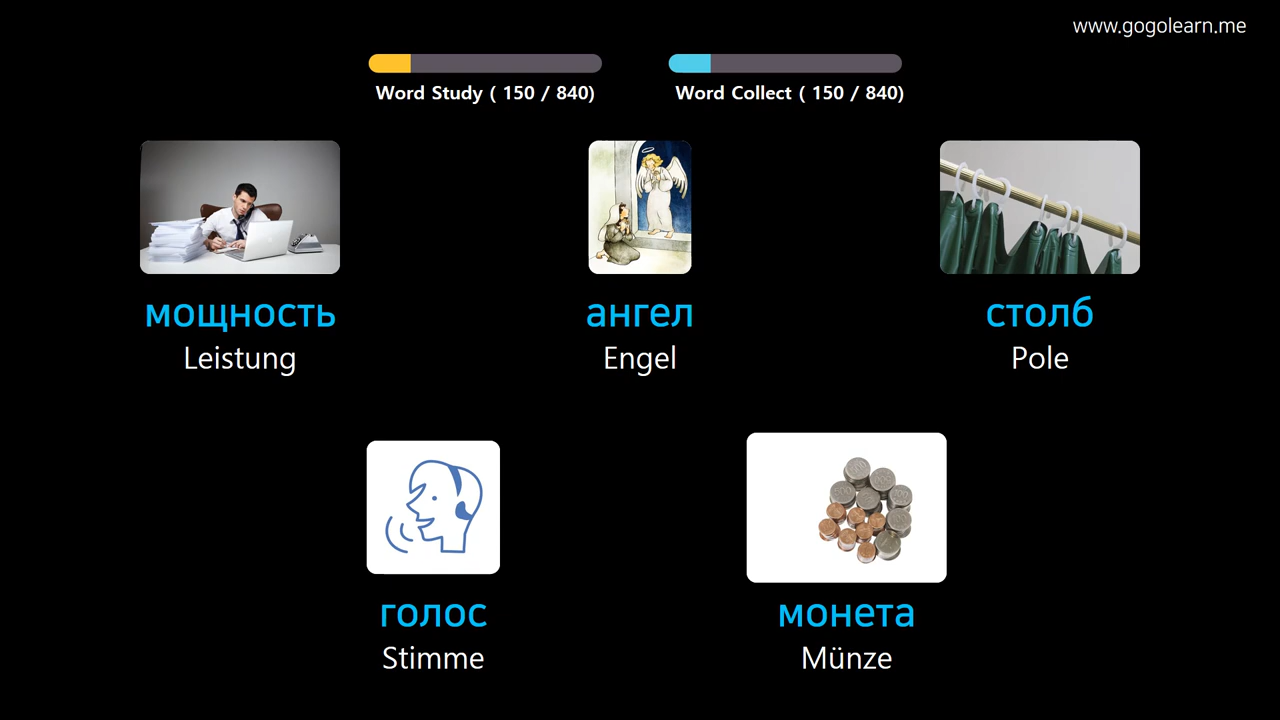 www.gogolearn.me
Word Study ( 150 / 840)
Word Collect ( 150 / 840)
мощность
Leistung
ангел
Engel
столб
Pole
голос
Stimme
монета
Münze